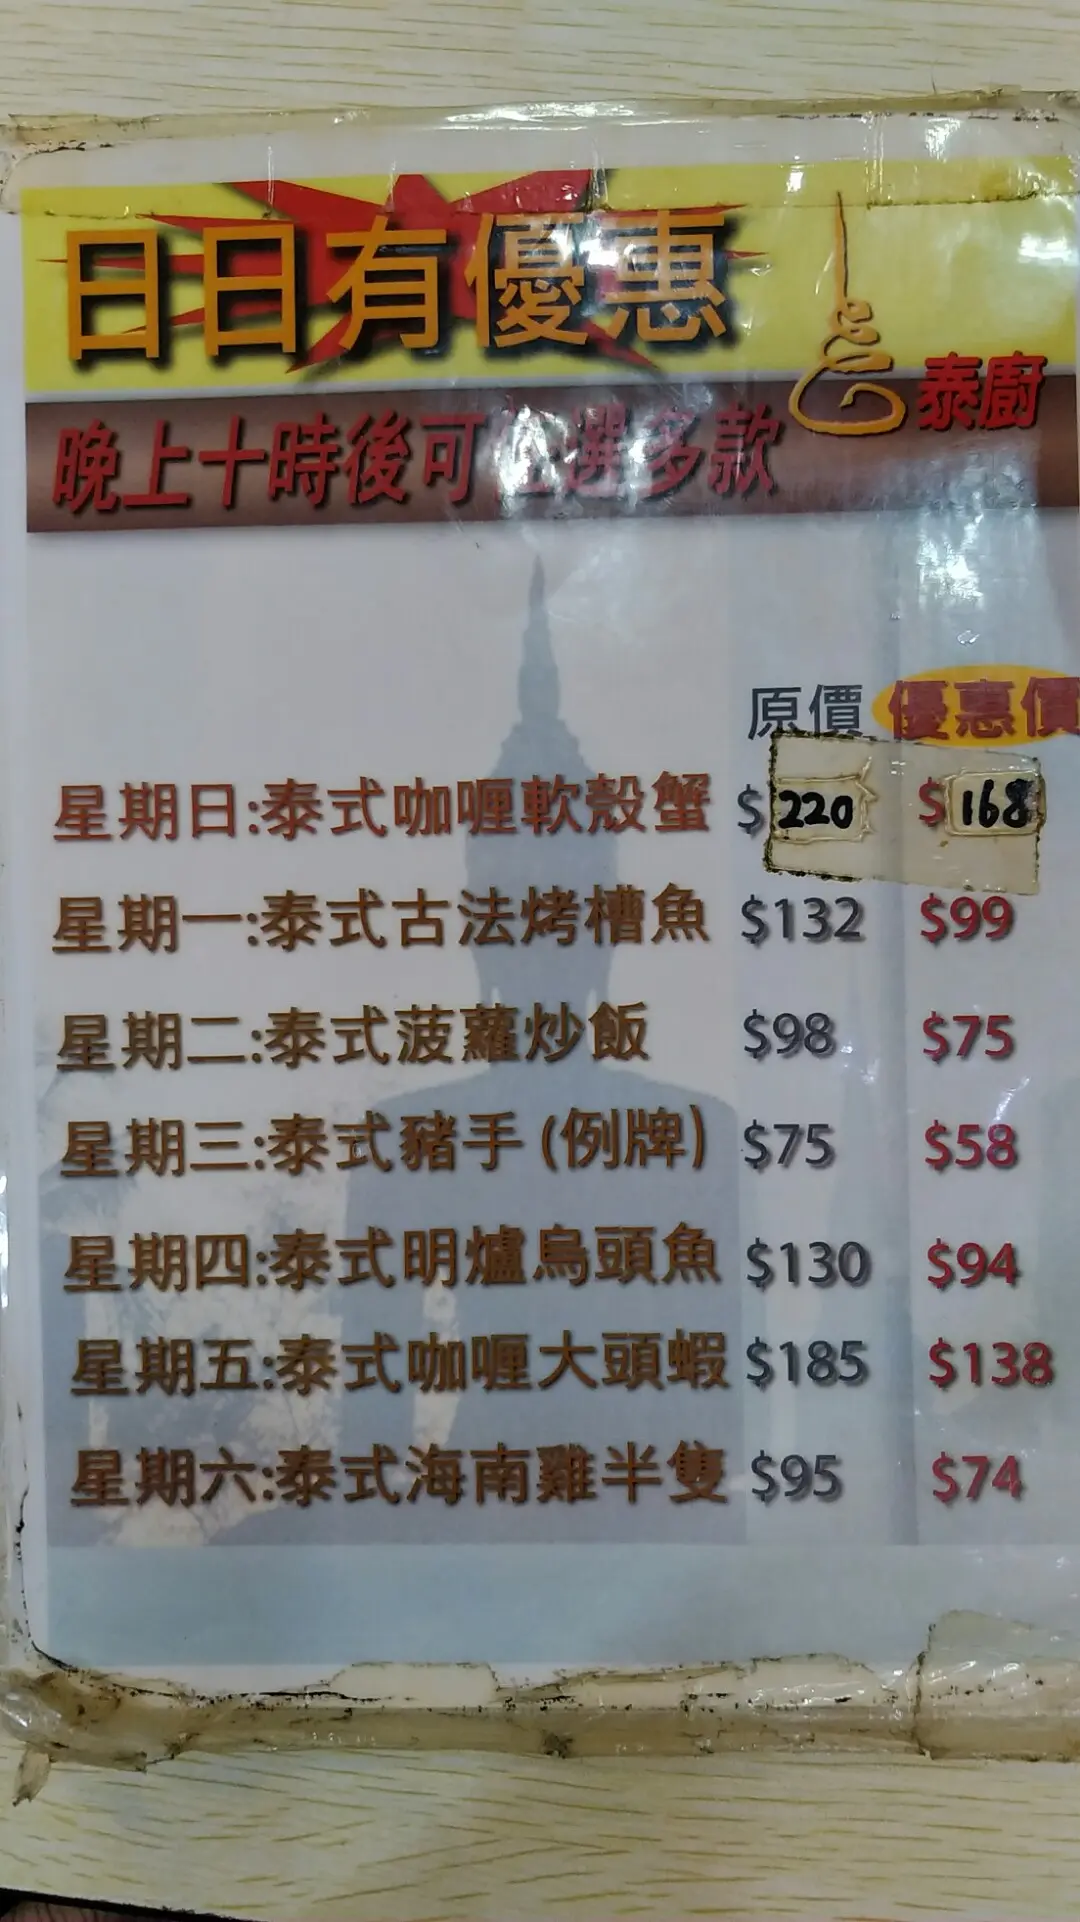 日日有優惠
泰廚
晚上十時後可任選多款
原價 優惠價
星期日:泰式咖喱軟殼蟹 $220 $168
星期一:泰式古法烤槽魚 $132 $99
星期二:泰式菠蘿炒飯 $98 $75
星期三:泰式豬手(例牌) $75 $58
星期四:泰式明爐烏頭魚 $130 $94
星期五:泰式咖喱大頭蝦 $185 $138
星期六:泰式海南雞半隻 $95 $74